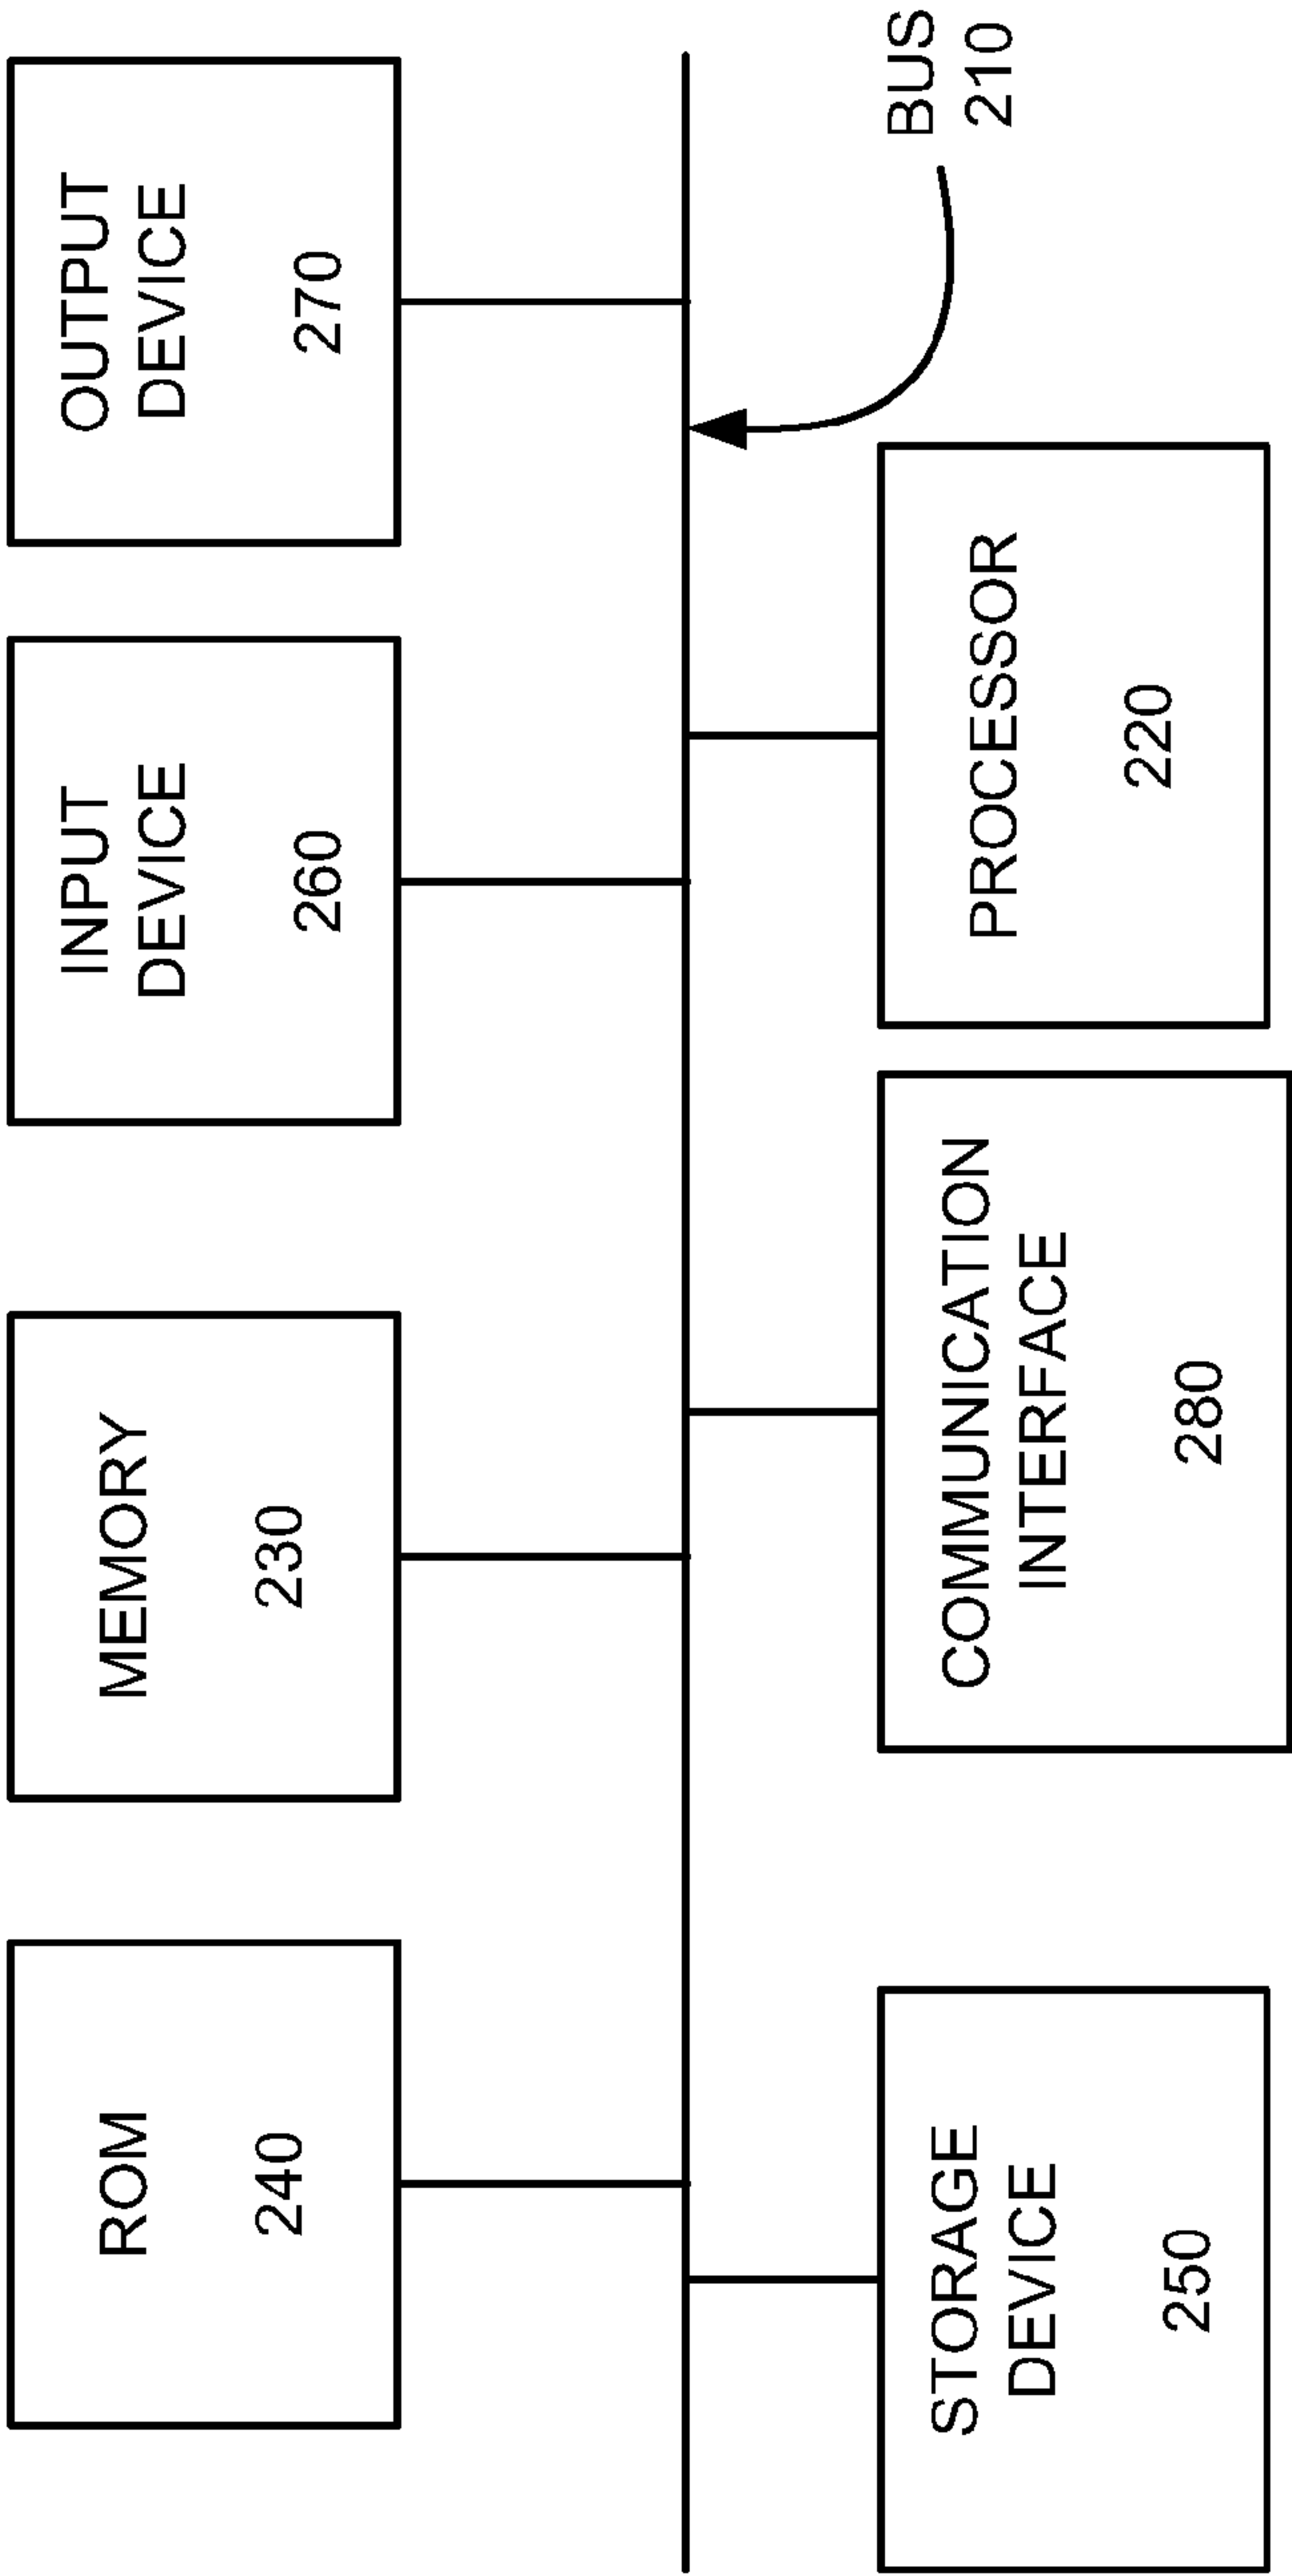 ROM
240
MEMORY
230
INPUT
DEVICE
260
OUTPUT
DEVICE
270
STORAGE
DEVICE
250
COMMUNICATION
INTERFACE
280
PROCESSOR
220
BUS
210